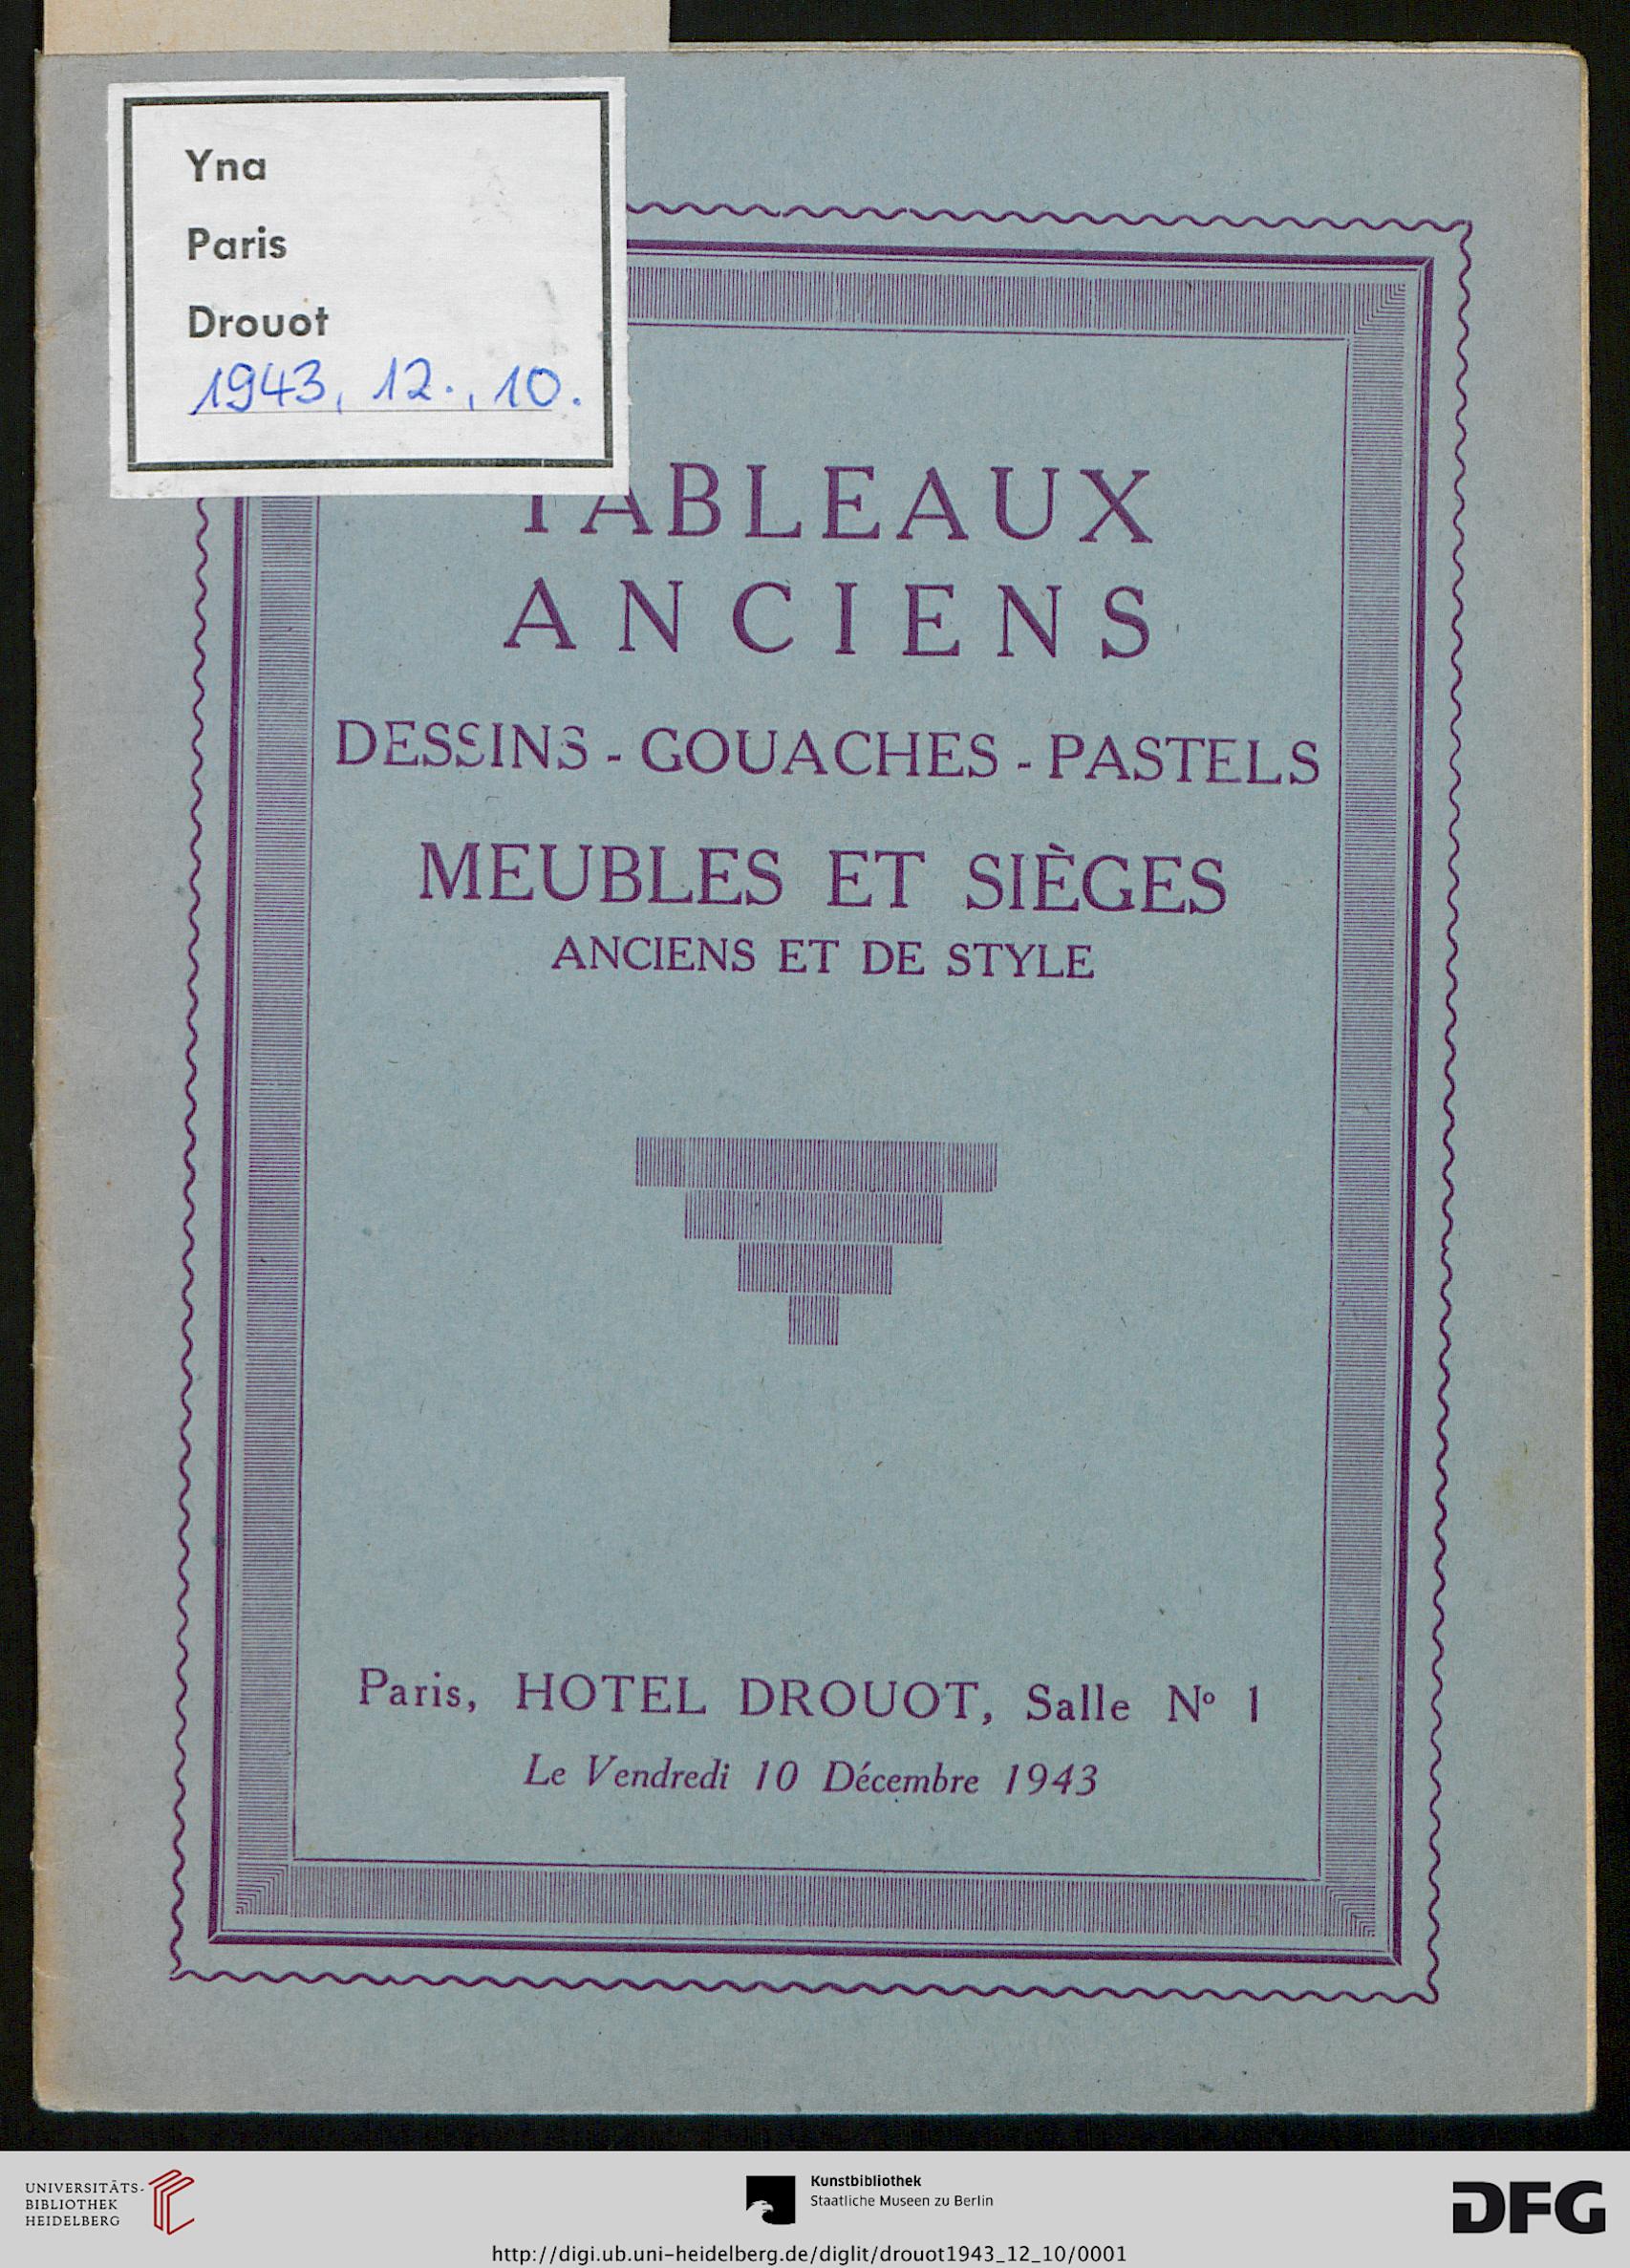 Yna
Paris
Drouot
1943, 12., 10.
TABLEAUX
ANCIENS
DESSINS - GOUACHES - PASTELS
MEUBLES ET SIÈGES
ANCIENS ET DE STYLE
Paris, HOTEL DROUOT, Salle Nº 1
Le Vendredi 10 Décembre 1943
UNIVERSITÄTS-
BIBLIOTHEK
HEIDELBERG
Kunstbibliothek
Staatliche Museen zu Berlin
DFG
http://digi.ub.uni-heidelberg.de/diglit/drouot1943_12_10/0001